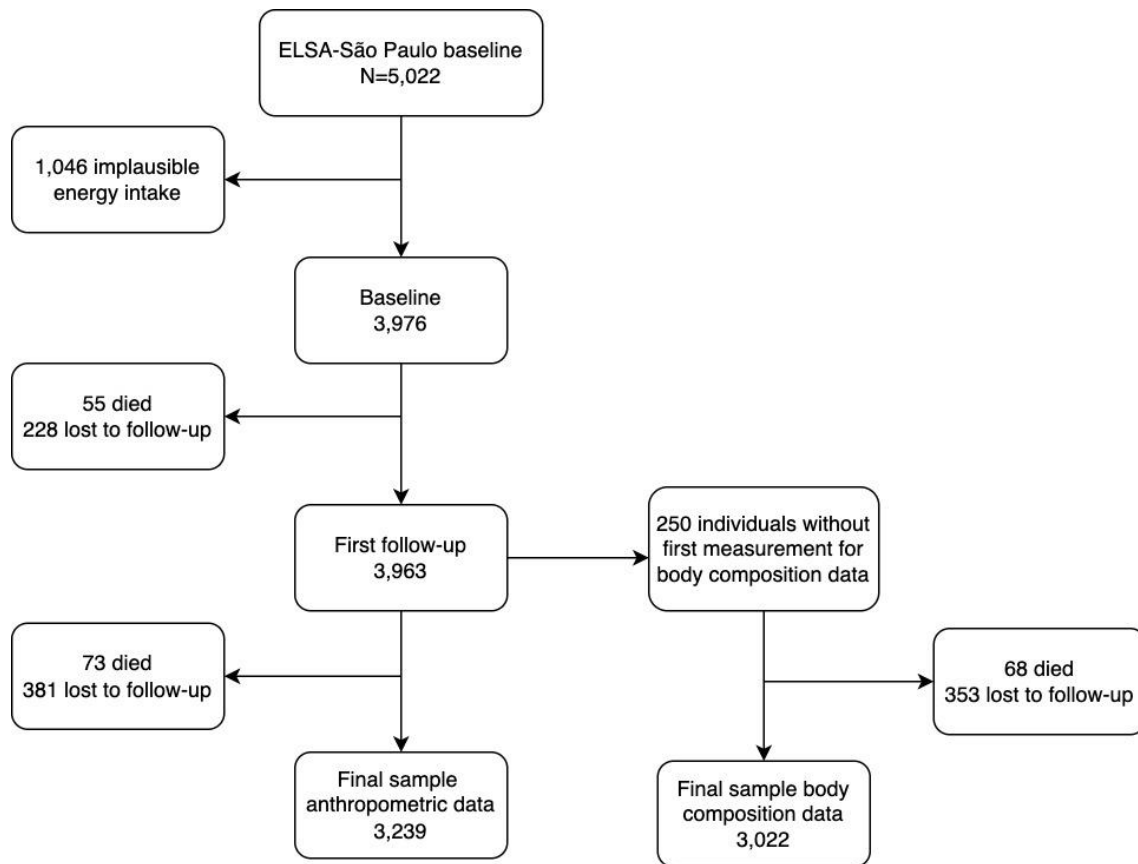 ELSA-São Paulo baseline
N=5,022
1,046 implausible
energy intake
Baseline
3,976
55 died
228 lost to follow-up
First follow-up
3,963
250 individuals without
first measurement for
body composition data
73 died
381 lost to follow-up
68 died
353 lost to follow-up
Final sample
anthropometric data
3,239
Final sample body
composition data
3,022